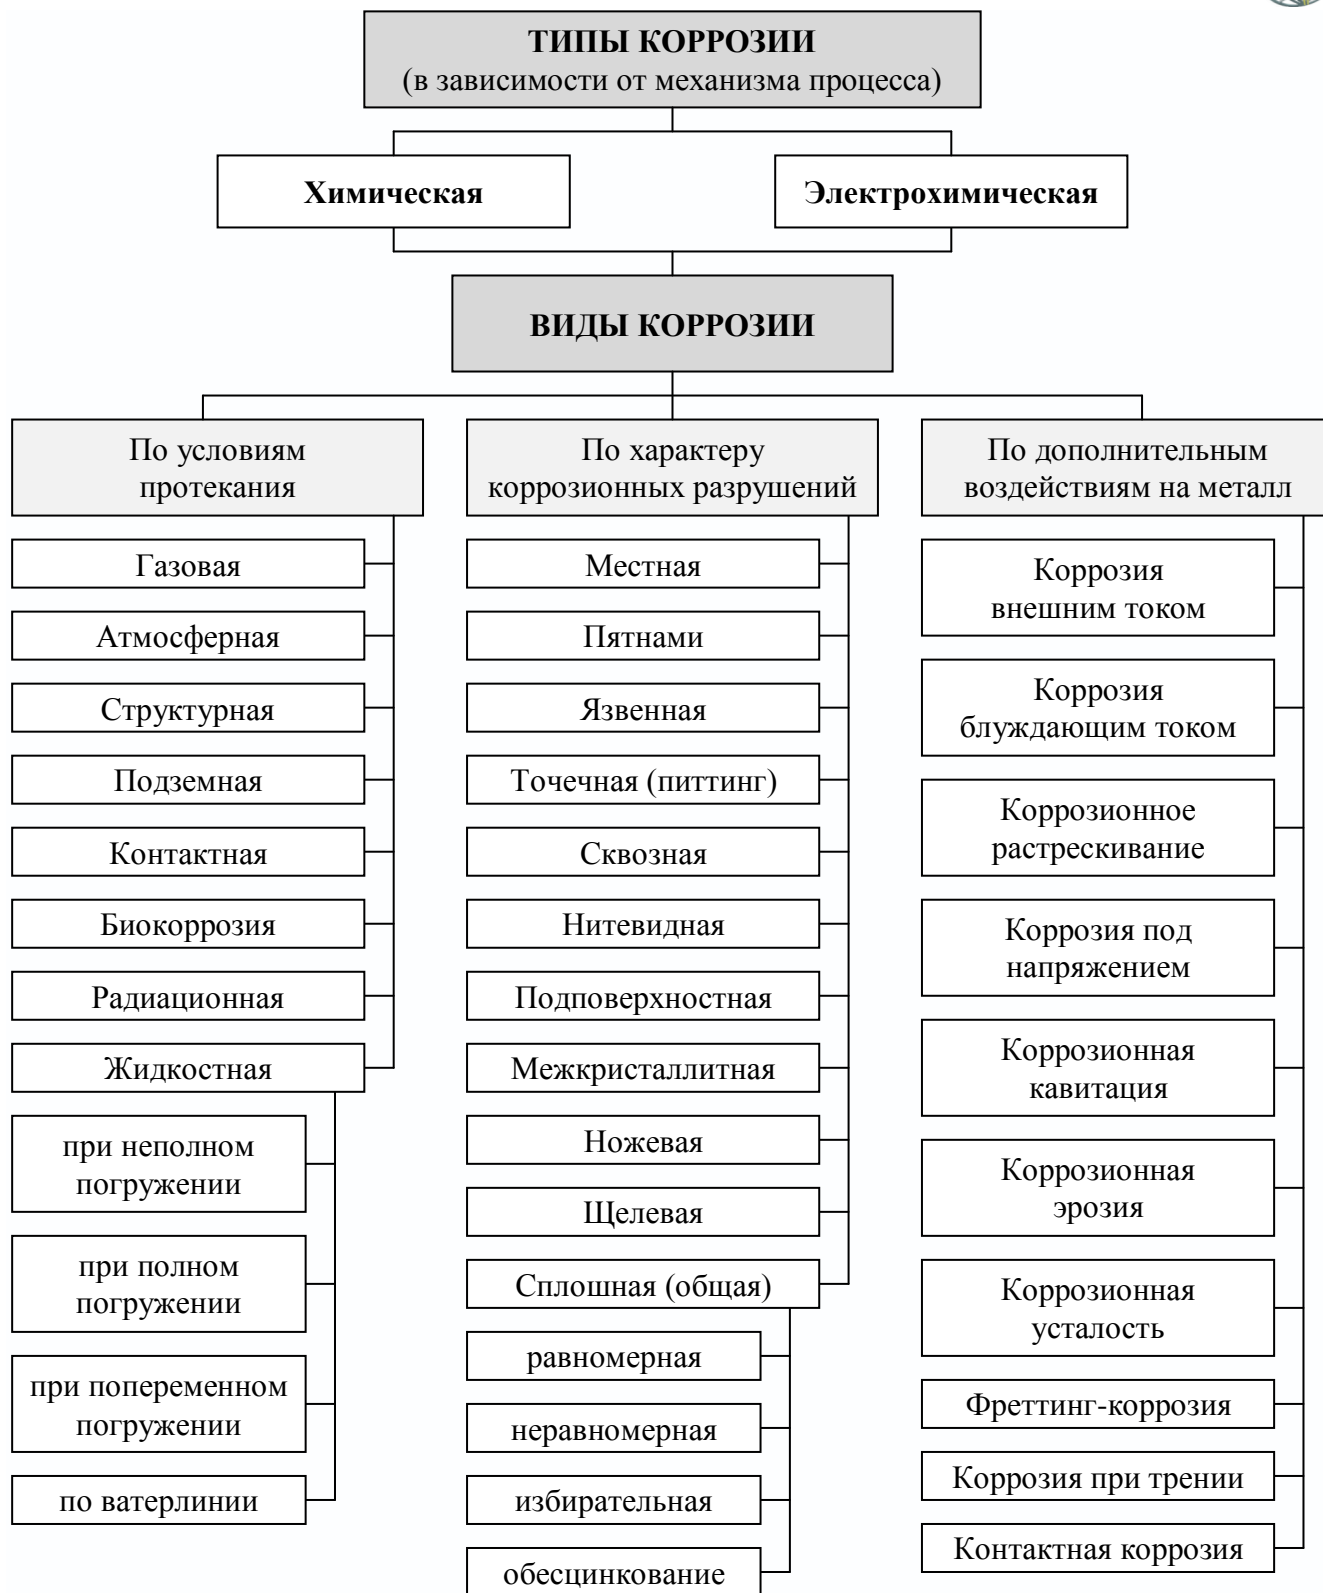 ТИПЫ КОРРОЗИИ
(в зависимости от механизма процесса)
Химическая
Электрохимическая
ВИДЫ КОРРОЗИИ
По условиям
протекания
Газовая
Атмосферная
Структурная
Подземная
Контактная
Биокоррозия
Радиационная
Жидкостная
при неполном
погружении
при полном
погружении
при попеременном
погружении
по ватерлинии
По характеру
коррозионных разрушений
Местная
Пятнами
Язвенная
Точечная (питтинг)
Сквозная
Нитевидная
Подповерхностная
Межкристаллитная
Ножевая
Щелевая
Сплошная (общая)
равномерная
неравномерная
избирательная
обесцинкование
По дополнительным
воздействиям на металл
Коррозия
внешним током
Коррозия
блуждающим током
Коррозионное
растрескивание
Коррозия под
напряжением
Коррозионная
кавитация
Коррозионная
эрозия
Коррозионная
усталость
Фреттинг-коррозия
Коррозия при трении
Контактная коррозия